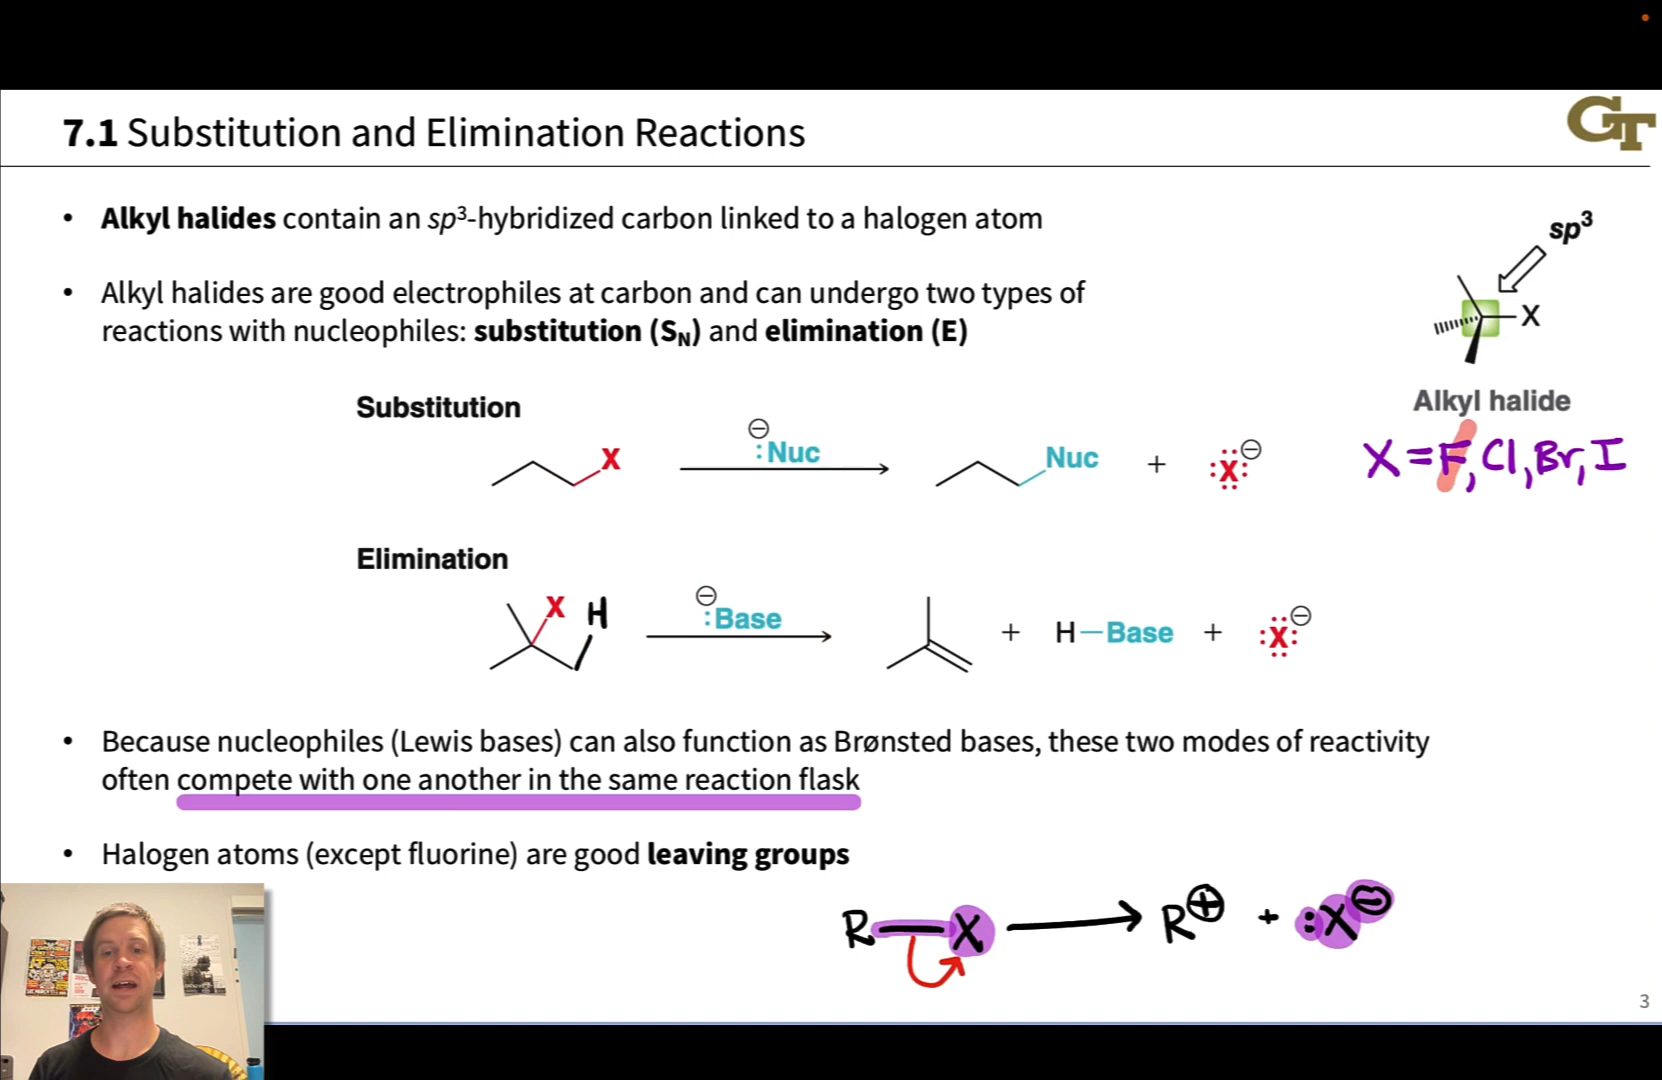 7.1 Substitution and Elimination Reactions
GT
• Alkyl halides contain an sp³-hybridized carbon linked to a halogen atom
sp³
• Alkyl halides are good electrophiles at carbon and can undergo two types of
reactions with nucleophiles: substitution (SN) and elimination (E)
X
Alkyl halide
X = F, Cl, Br, I
Substitution
X ⊖:Nuc Nuc + :X:⊖
Elimination
X H ⊖:Base + H–Base + :X:⊖
• Because nucleophiles (Lewis bases) can also function as Brønsted bases, these two modes of reactivity
often compete with one another in the same reaction flask
• Halogen atoms (except fluorine) are good leaving groups
R–X ⟶ R⊕ + :X⊖
3